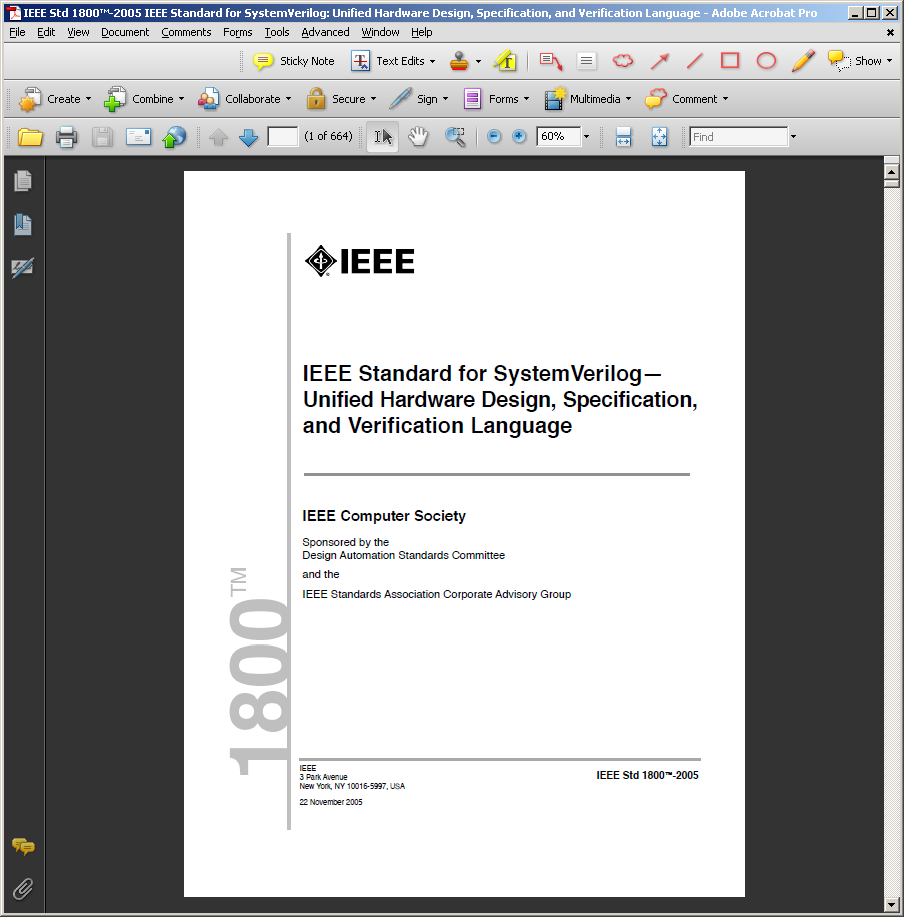 IEEE Std 1800™-2005 IEEE Standard for SystemVerilog: Unified Hardware Design, Specification, and Verification Language - Adobe Acrobat Pro
File Edit View Document Comments Forms Tools Advanced Window Help
Sticky Note Text Edits Show
Create Combine Collaborate Secure Sign Forms Multimedia Comment
(1 of 664) 60% Find
IEEE
IEEE Standard for SystemVerilog—
Unified Hardware Design, Specification,
and Verification Language
IEEE Computer Society
Sponsored by the
Design Automation Standards Committee
and the
IEEE Standards Association Corporate Advisory Group
1800™
IEEE
3 Park Avenue
New York, NY 10016-5997, USA
22 November 2005
IEEE Std 1800™-2005